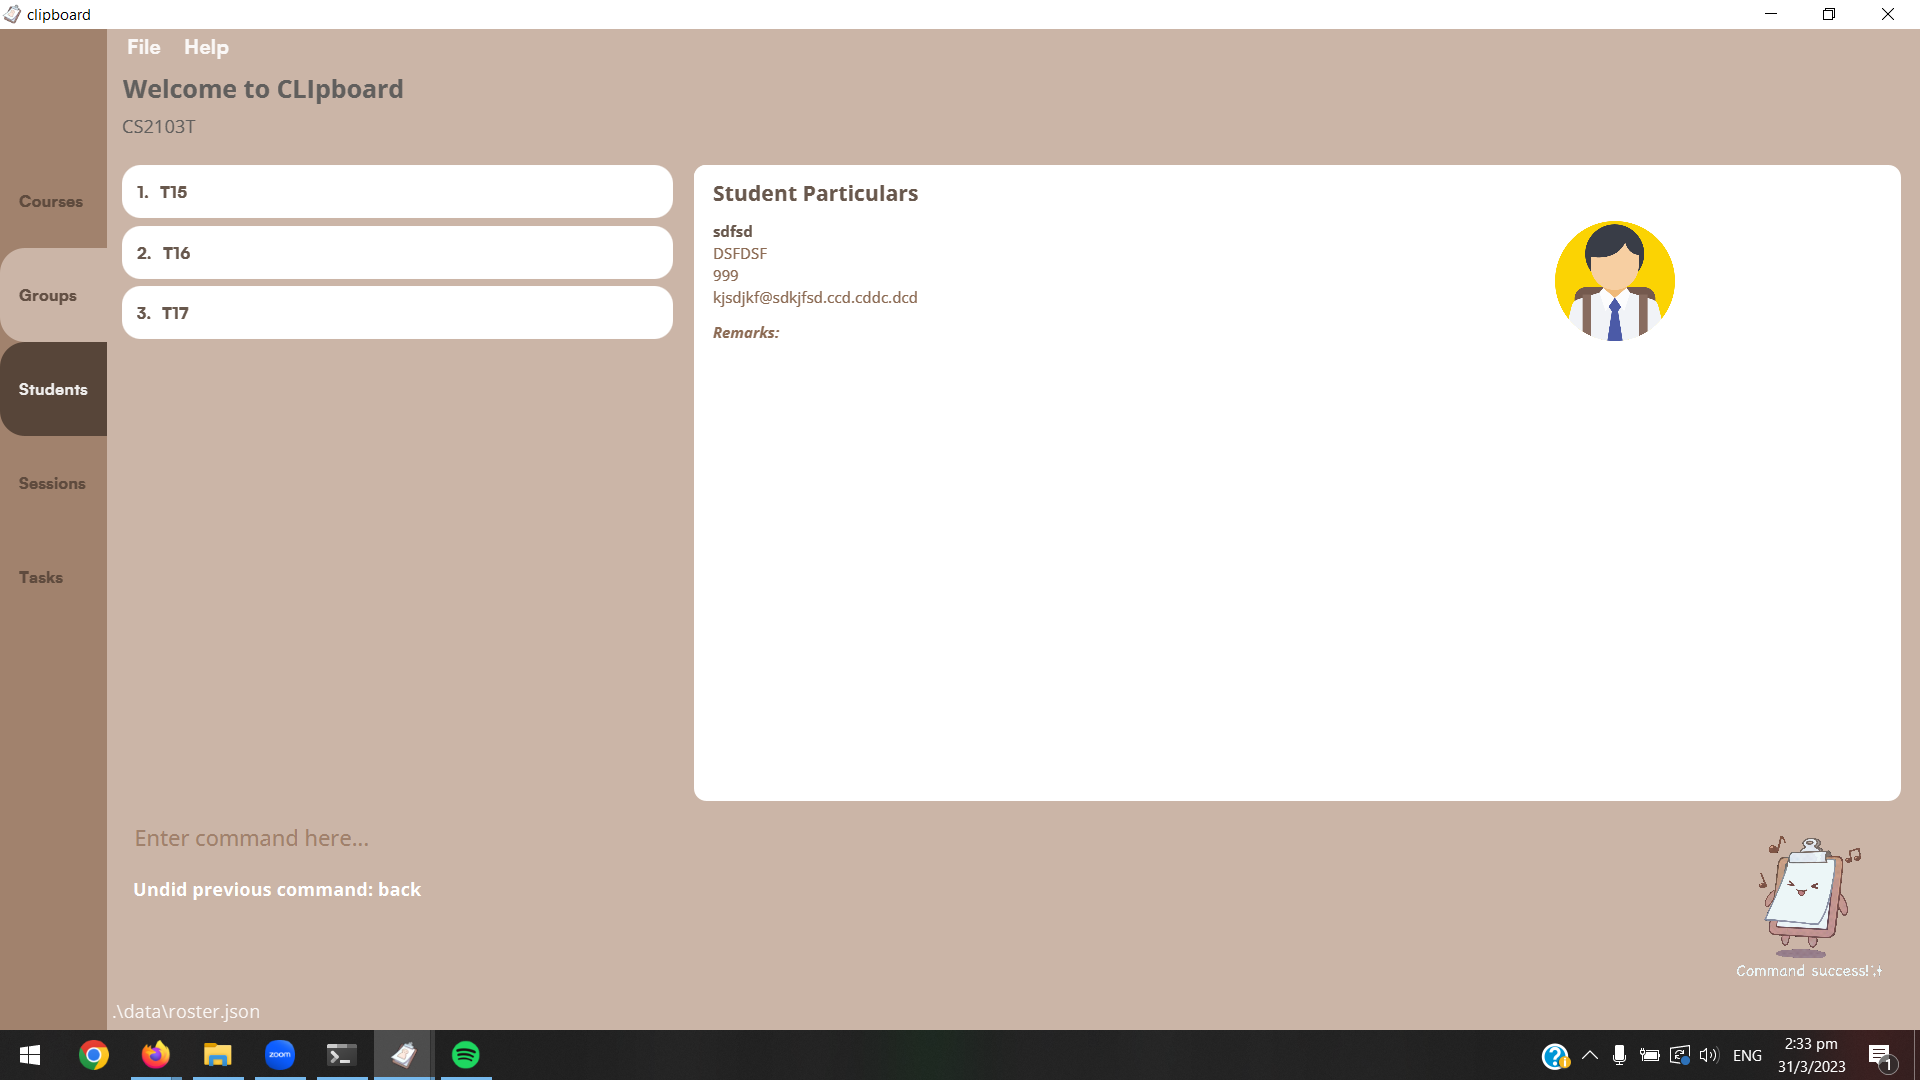 clipboard
File Help
Welcome to CLIpboard
CS2103T
Courses
Groups
Students
Sessions
Tasks
1. T15
2. T16
3. T17
Student Particulars
sdfsd
DSFDSF
999
kjsdjkf@sdkjfsd.ccd.cddc.dcd
Remarks:
Enter command here...
Undid previous command: back
Command success!
.\data\roster.json
zoom
ENG
2:33 pm
31/3/2023
1